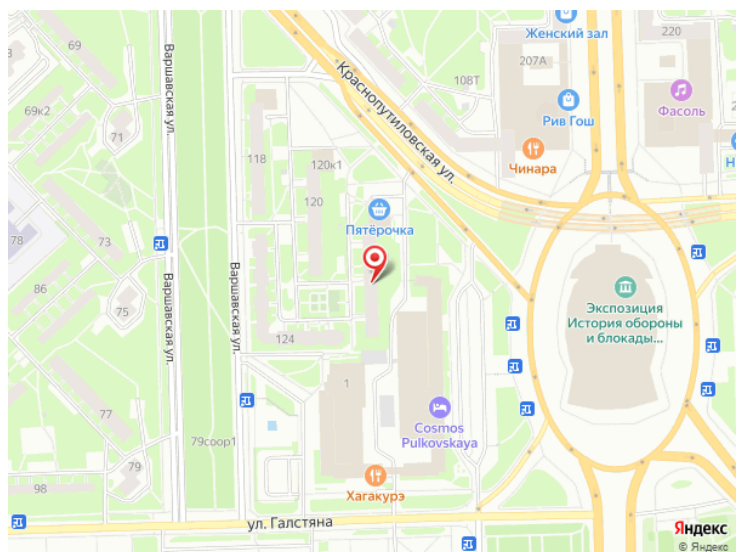 69
Варшавская ул.
69к2
71
118
120к1
120
Краснопутиловская ул.
108Т
Женский зал
207А
220
Рив Гош
Фасоль
Чинара
Пятёрочка
78
73
86
75
Варшавская ул.
Варшавская ул.
124
Экспозиция
История обороны
и блокады...
77
1
Cosmos
Pulkovskaya
79соор1
79
98
Хагакурэ
ул. Галстяна
Яндекс
© Яндекс